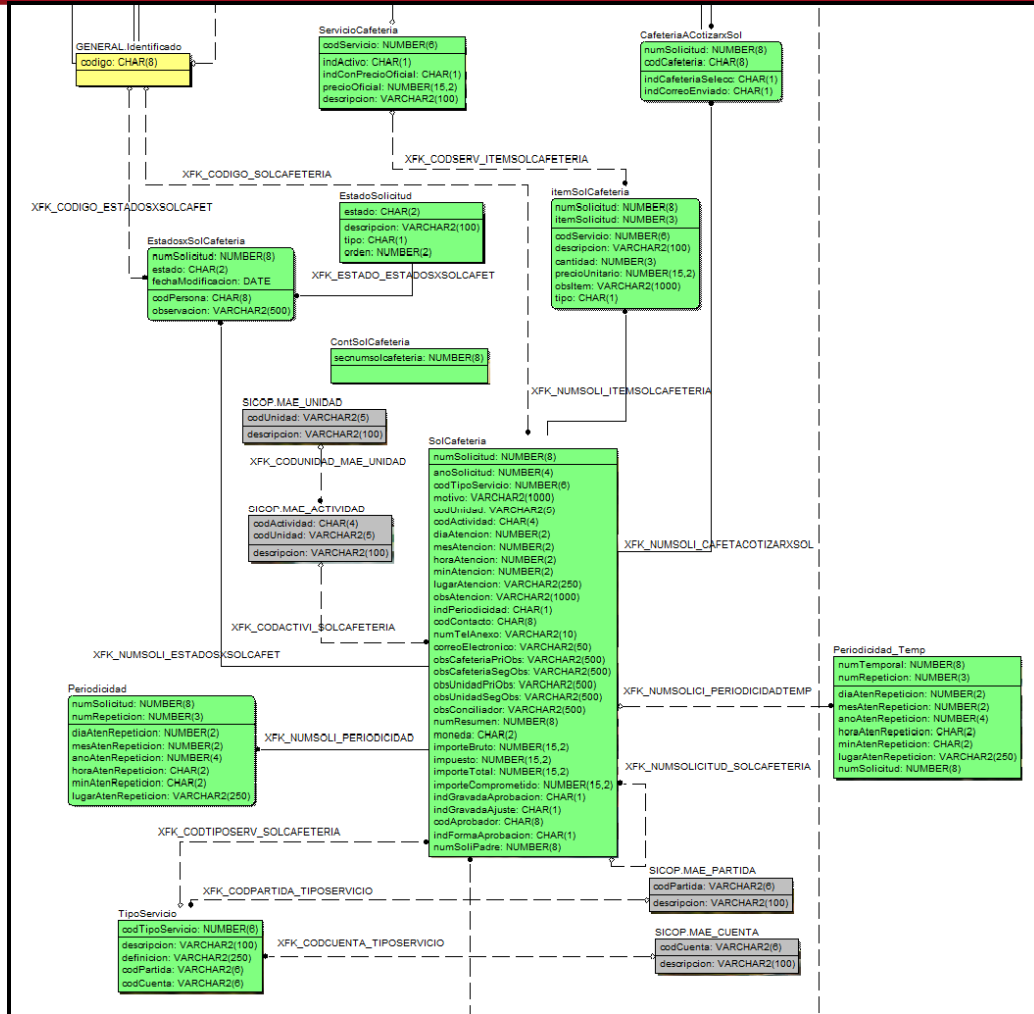 GENERAL.Identificado
codigo: CHAR(8)
ServicioCafeteria
codServicio: NUMBER(6)
indActivo: CHAR(1)
indConPrecioOficial: CHAR(1)
precioOficial: NUMBER(15,2)
descripcion: VARCHAR2(100)
CafeteriaACotizarxSol
numSolicitud: NUMBER(8)
codCafeteria: CHAR(8)
indCafeteriaSelecc: CHAR(1)
indCorreoEnviado: CHAR(1)
XFK_CODSERV_ITEMSOLCAFETERIA
XFK_CODIGO_SOLCAFETERIA
XFK_CODIGO_ESTADOSXSOLCAFET
EstadoSolicitud
estado: CHAR(2)
descripcion: VARCHAR2(100)
tipo: CHAR(1)
orden: NUMBER(2)
itemSolCafeteria
numSolicitud: NUMBER(8)
itemSolicitud: NUMBER(3)
codServicio: NUMBER(6)
descripcion: VARCHAR2(100)
cantidad: NUMBER(3)
precioUnitario: NUMBER(15,2)
obsItem: VARCHAR2(1000)
tipo: CHAR(1)
EstadosxSolCafeteria
numSolicitud: NUMBER(8)
estado: CHAR(2)
fechaModificacion: DATE
codPersona: CHAR(8)
observacion: VARCHAR2(500)
XFK_ESTADO_ESTADOSXSOLCAFET
ContSolCafeteria
secnumsolcafeteria: NUMBER(8)
XFK_NUMSOLI_ITEMSOLCAFETERIA
SICOP.MAE_UNIDAD
codUnidad: VARCHAR2(5)
descripcion: VARCHAR2(100)
XFK_CODUNIDAD_MAE_UNIDAD
SICOP.MAE_ACTIVIDAD
codActividad: CHAR(4)
codUnidad: VARCHAR2(5)
descripcion: VARCHAR2(100)
SolCafeteria
numSolicitud: NUMBER(8)
anoSolicitud: NUMBER(4)
codTipoServicio: NUMBER(6)
motivo: VARCHAR2(1000)
codUnidad: VARCHAR2(5)
codActividad: CHAR(4)
diaAtencion: NUMBER(2)
mesAtencion: NUMBER(2)
horaAtencion: NUMBER(2)
minAtencion: NUMBER(2)
lugarAtencion: VARCHAR2(250)
obsAtencion: VARCHAR2(1000)
indPeriodicidad: CHAR(1)
codContacto: CHAR(8)
numTelAnexo: VARCHAR2(10)
correoElectronico: VARCHAR2(50)
obsCafeteriaPriObs: VARCHAR2(500)
obsCafeteriaSegObs: VARCHAR2(500)
obsUnidadPriObs: VARCHAR2(500)
obsUnidadSegObs: VARCHAR2(500)
obsConciliador: VARCHAR2(500)
numResumen: NUMBER(8)
moneda: CHAR(2)
importeBruto: NUMBER(15,2)
impuesto: NUMBER(15,2)
importeTotal: NUMBER(15,2)
importeComprometido: NUMBER(15,2)
indGravadaAprobacion: CHAR(1)
indGravadaAjuste: CHAR(1)
codAprobador: CHAR(8)
indFormaAprobacion: CHAR(1)
numSoliPadre: NUMBER(8)
XFK_NUMSOLI_CAFETACOTIZARXSOL
XFK_CODACTIVI_SOLCAFETERIA
XFK_NUMSOLI_ESTADOSXSOLCAFET
Periodicidad
numSolicitud: NUMBER(8)
numRepeticion: NUMBER(3)
diaAtenRepeticion: NUMBER(2)
mesAtenRepeticion: NUMBER(2)
anoAtenRepeticion: NUMBER(4)
horaAtenRepeticion: CHAR(2)
minAtenRepeticion: CHAR(2)
lugarAtenRepeticion: VARCHAR2(250)
XFK_NUMSOLI_PERIODICIDAD
XFK_NUMSOLICI_PERIODICIDADTEMP
Periodicidad_Temp
numTemporal: NUMBER(8)
numRepeticion: NUMBER(3)
diaAtenRepeticion: NUMBER(2)
mesAtenRepeticion: NUMBER(2)
anoAtenRepeticion: NUMBER(4)
horaAtenRepeticion: CHAR(2)
minAtenRepeticion: CHAR(2)
lugarAtenRepeticion: VARCHAR2(250)
numSolicitud: NUMBER(8)
XFK_NUMSOLICITUD_SOLCAFETERIA
XFK_CODTIPOSERV_SOLCAFETERIA
XFK_CODPARTIDA_TIPOSERVICIO
SICOP.MAE_PARTIDA
codPartida: VARCHAR2(6)
descripcion: VARCHAR2(100)
TipoServicio
codTipoServicio: NUMBER(6)
descripcion: VARCHAR2(100)
definicion: VARCHAR2(250)
codPartida: VARCHAR2(6)
codCuenta: VARCHAR2(6)
XFK_CODCUENTA_TIPOSERVICIO
SICOP.MAE_CUENTA
codCuenta: VARCHAR2(6)
descripcion: VARCHAR2(100)